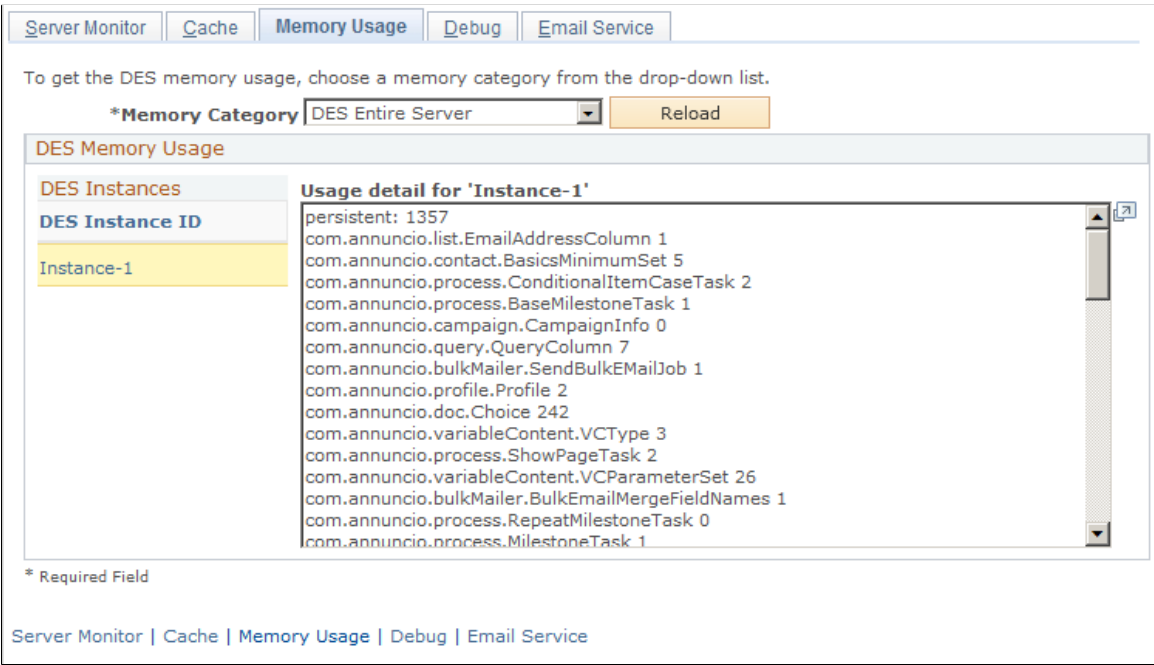 Server Monitor Cache Memory Usage Debug Email Service
To get the DES memory usage, choose a memory category from the drop-down list.
*Memory Category DES Entire Server Reload
DES Memory Usage
DES Instances
DES Instance ID
Instance-1
Usage detail for 'Instance-1'
persistent: 1357
com.annuncio.list.EmailAddressColumn 1
com.annuncio.contact.BasicsMinimumSet 5
com.annuncio.process.ConditionalItemCaseTask 2
com.annuncio.process.BaseMilestoneTask 1
com.annuncio.campaign.CampaignInfo 0
com.annuncio.query.QueryColumn 7
com.annuncio.bulkMailer.SendBulkEMailJob 1
com.annuncio.profile.Profile 2
com.annuncio.doc.Choice 242
com.annuncio.variableContent.VCType 3
com.annuncio.process.ShowPageTask 2
com.annuncio.variableContent.VCParameterSet 26
com.annuncio.bulkMailer.BulkEmailMergeFieldNames 1
com.annuncio.process.RepeatMilestoneTask 0
com.annuncio.process.MilestoneTask 1
* Required Field
Server Monitor | Cache | Memory Usage | Debug | Email Service